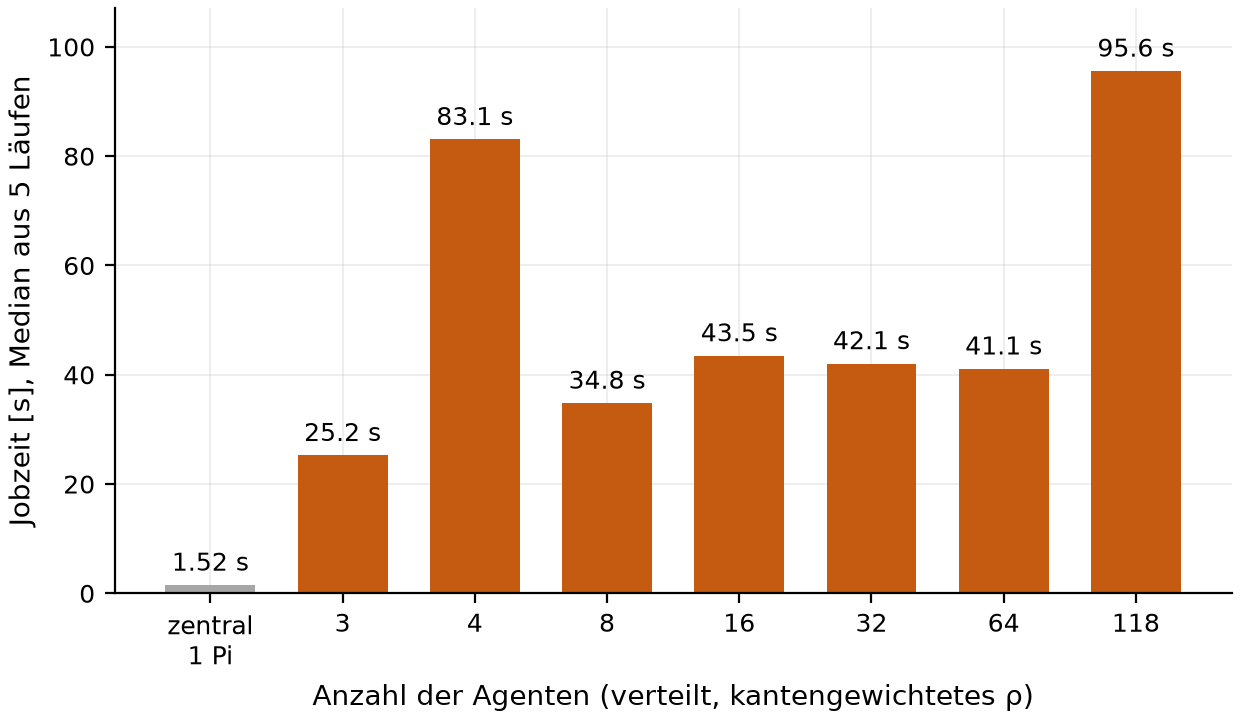 Jobzeit [s], Median aus 5 Läufen
100
80
60
40
20
0
1.52 s
25.2 s
83.1 s
34.8 s
43.5 s
42.1 s
41.1 s
95.6 s
zentral
1 Pi
3
4
8
16
32
64
118
Anzahl der Agenten (verteilt, kantengewichtetes ρ)